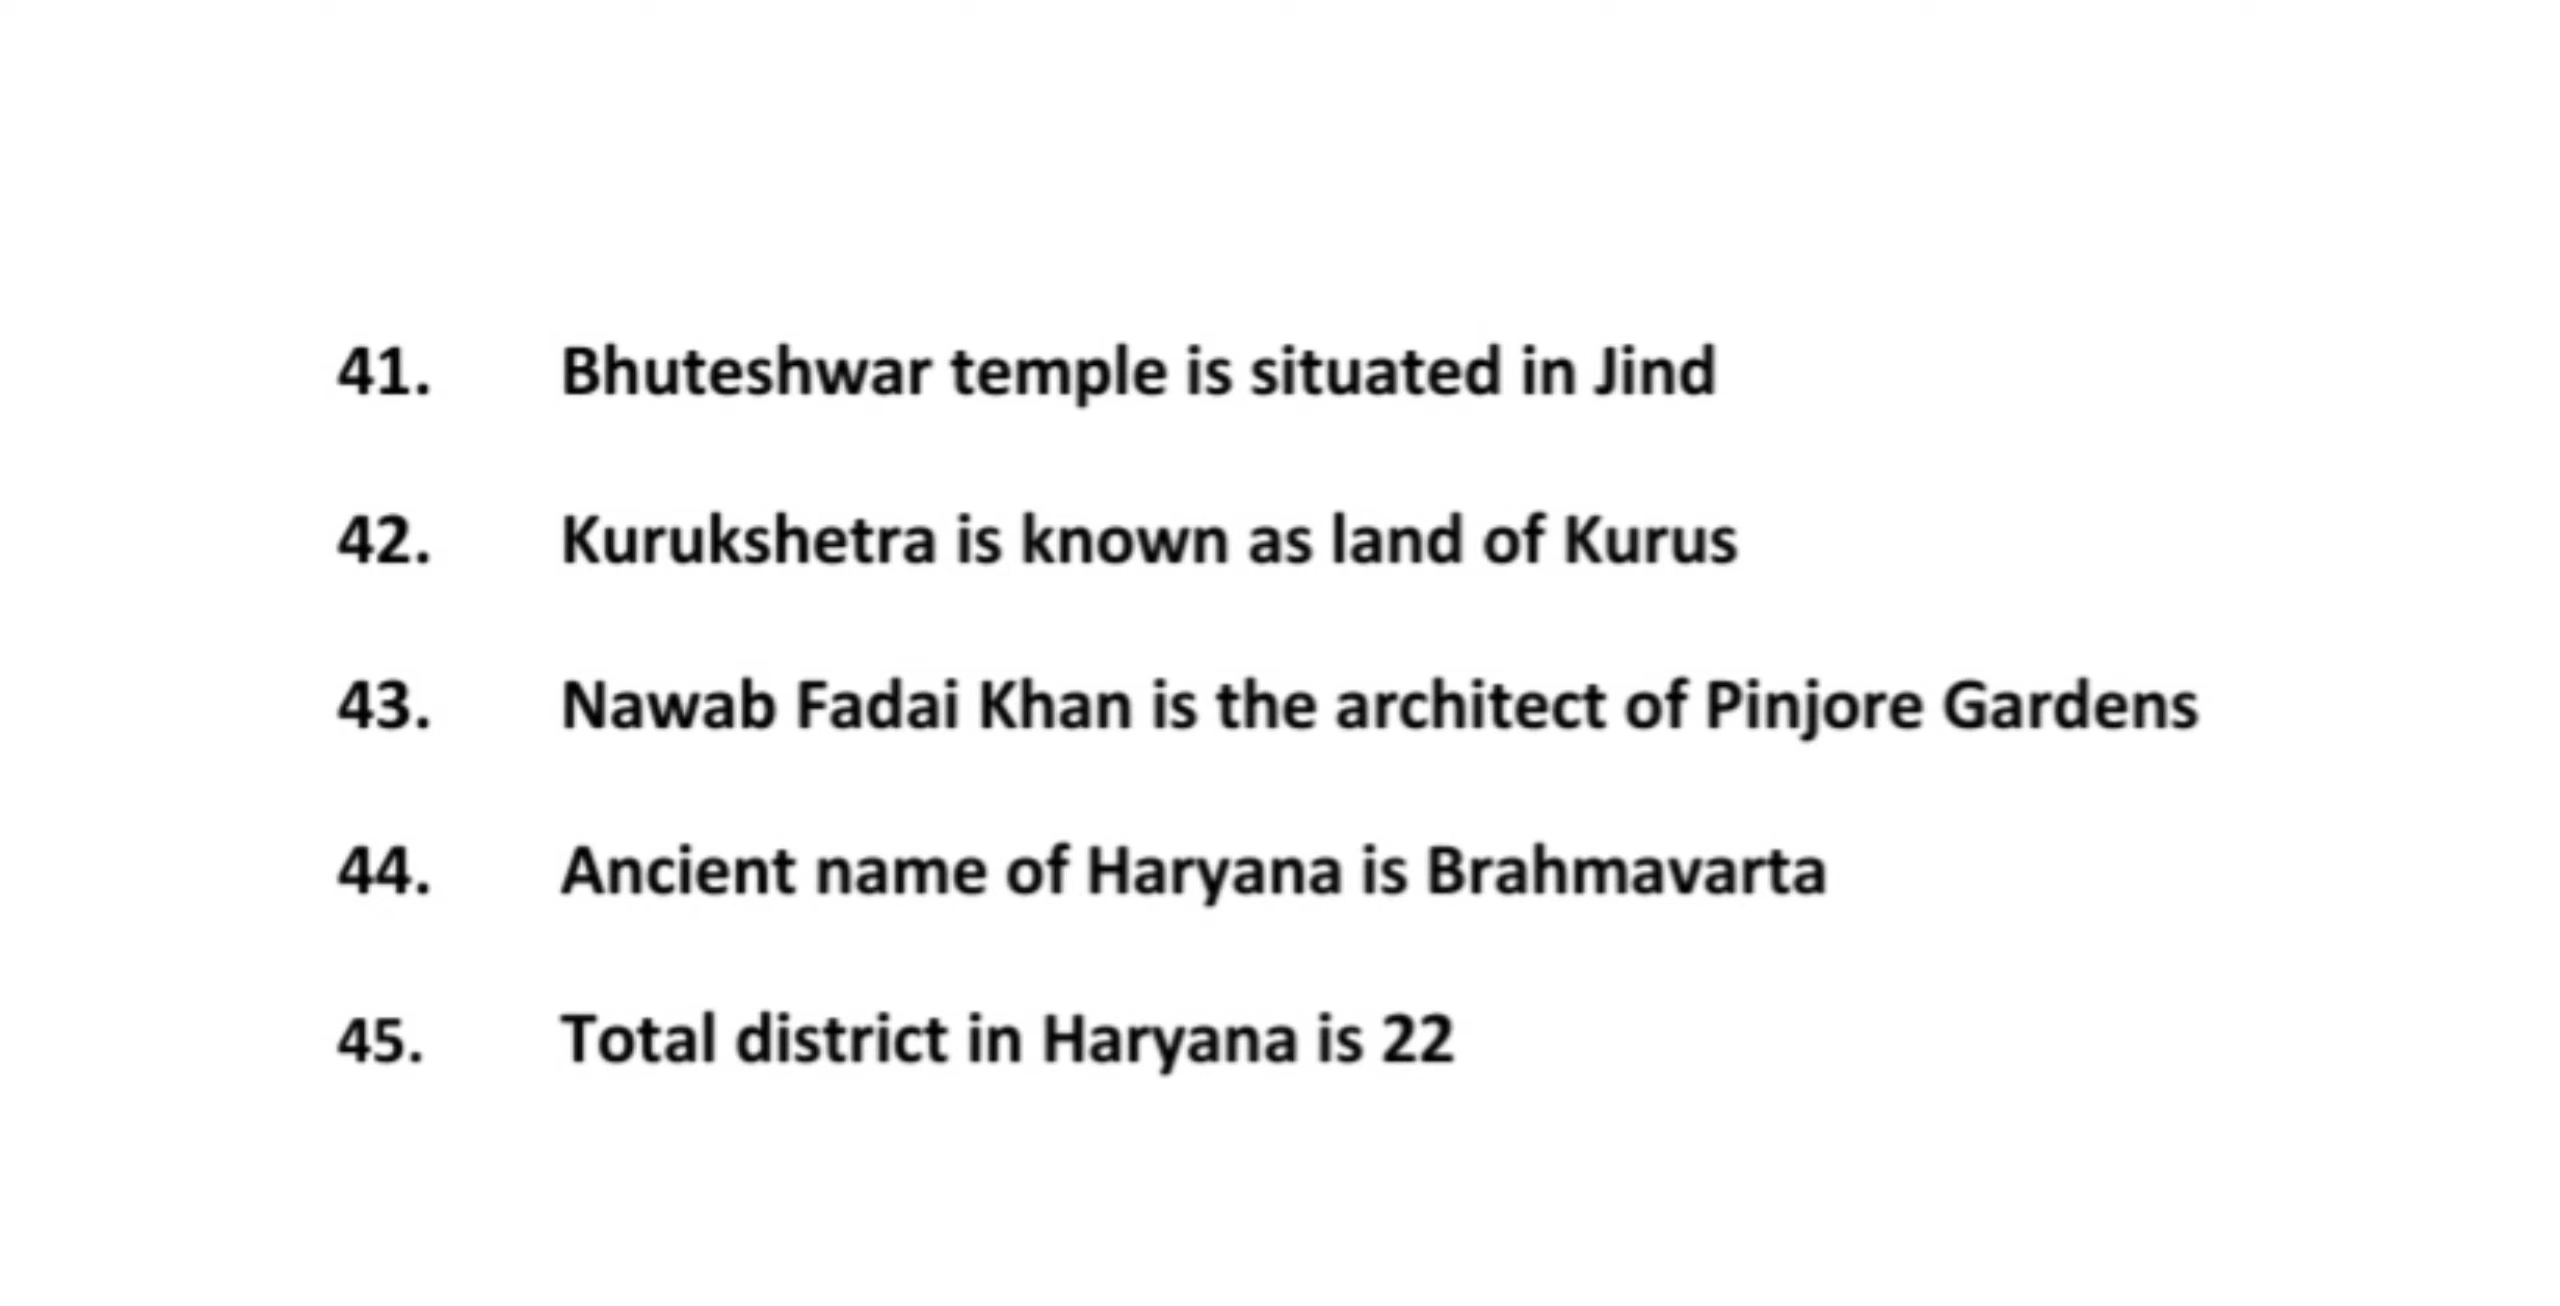 41. Bhuteshwar temple is situated in Jind
42. Kurukshetra is known as land of Kurus
43. Nawab Fadai Khan is the architect of Pinjore Gardens
44. Ancient name of Haryana is Brahmavarta
45. Total district in Haryana is 22